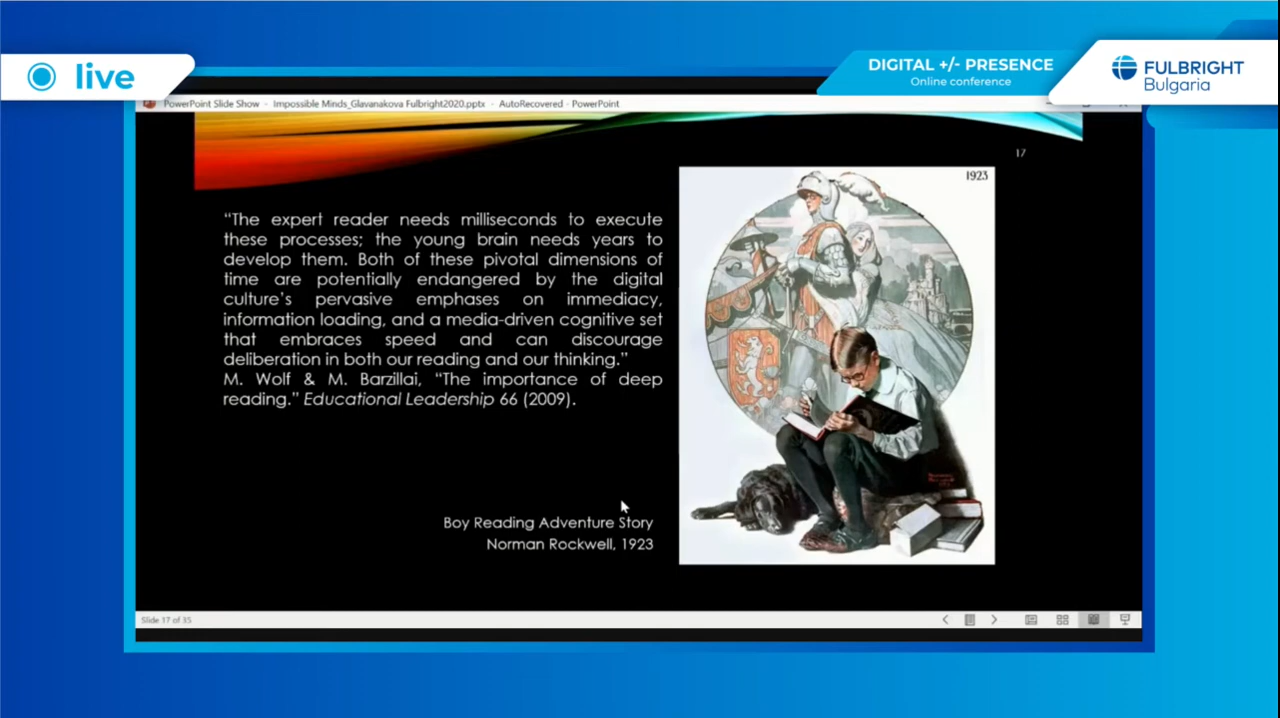 live
DIGITAL +/- PRESENCE
Online conference
FULBRIGHT
Bulgaria
PowerPoint Slide Show - Impossible Minds_Glavanakova Fulbright2020.pptx - AutoRecovered - PowerPoint
17
1923
“The expert reader needs milliseconds to execute
these processes; the young brain needs years to
develop them. Both of these pivotal dimensions of
time are potentially endangered by the digital
culture’s pervasive emphases on immediacy,
information loading, and a media-driven cognitive set
that embraces speed and can discourage
deliberation in both our reading and our thinking.”
M. Wolf & M. Barzillai, “The importance of deep
reading.” Educational Leadership 66 (2009).
Boy Reading Adventure Story
Norman Rockwell, 1923
Slide 17 of 35